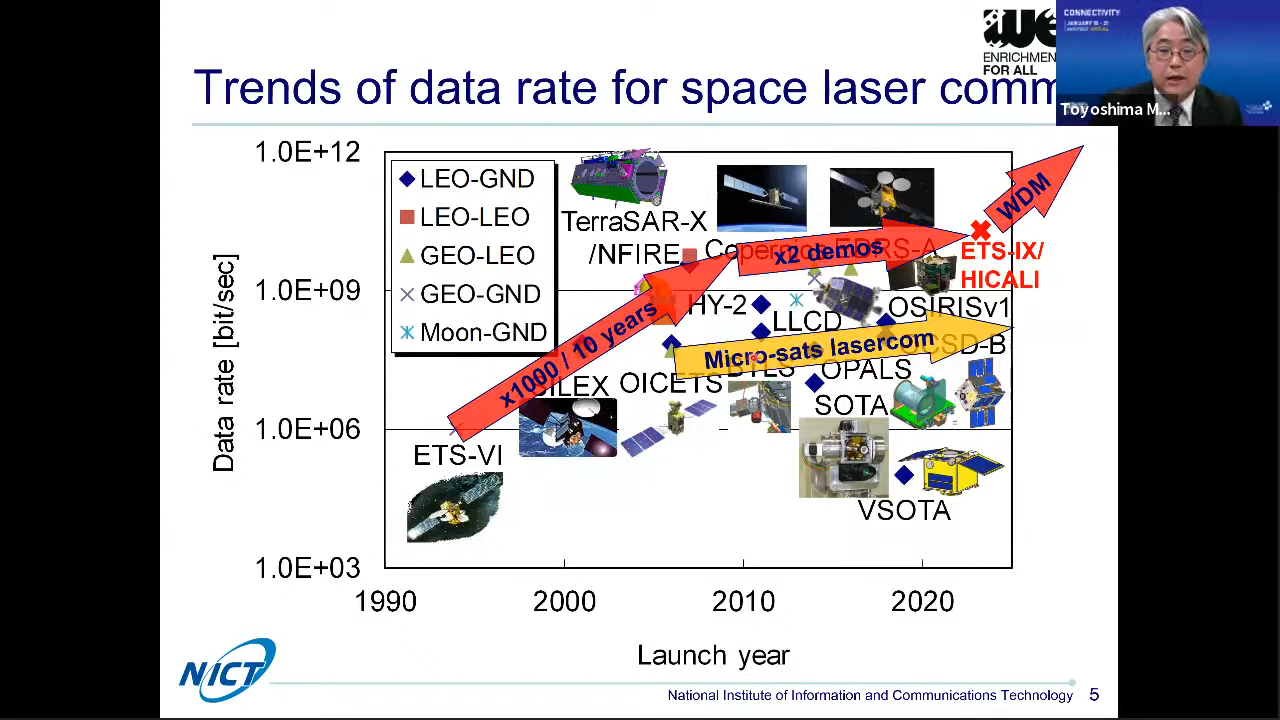 CONNECTIVITY
ENRICHMENT
FOR ALL
Toyoshima M...
Trends of data rate for space laser comm
1.0E+12
1.0E+09
1.0E+06
1.0E+03
Data rate [bit/sec]
LEO-GND
LEO-LEO
GEO-LEO
GEO-GND
Moon-GND
TerraSAR-X
/NFIRE
Copernicus EDRS-A
WDM
x2 demos
ETS-IX/
HICALI
x1000 / 10 years
HY-2
LLCD
OSIRISv1
Micro-sats lasercom
OCSD-B
SILEX
OICETS
BTLS
OPALS
SOTA
ETS-VI
VSOTA
1990
2000
2010
2020
Launch year
NICT
National Institute of Information and Communications Technology
5